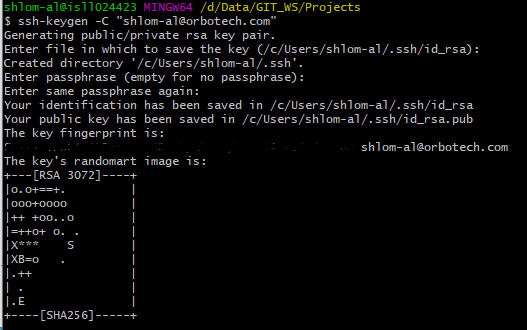 shlom-al@isll024423 MINGW64 /d/Data/GIT_WS/Projects
$ ssh-keygen -C "shlom-al@orbotech.com"
Generating public/private rsa key pair.
Enter file in which to save the key (/c/Users/shlom-al/.ssh/id_rsa):
Created directory '/c/Users/shlom-al/.ssh'.
Enter passphrase (empty for no passphrase):
Enter same passphrase again:
Your identification has been saved in /c/Users/shlom-al/.ssh/id_rsa
Your public key has been saved in /c/Users/shlom-al/.ssh/id_rsa.pub
The key fingerprint is:
shlom-al@orbotech.com
The key's randomart image is:
+---[RSA 3072]----+
|o.o+==+.         |
|ooo+oooo         |
|++ +oo..o        |
|=++o+ o. .       |
|X***    S        |
|XB=o   .         |
|.++              |
| .               |
|.E               |
+----[SHA256]-----+